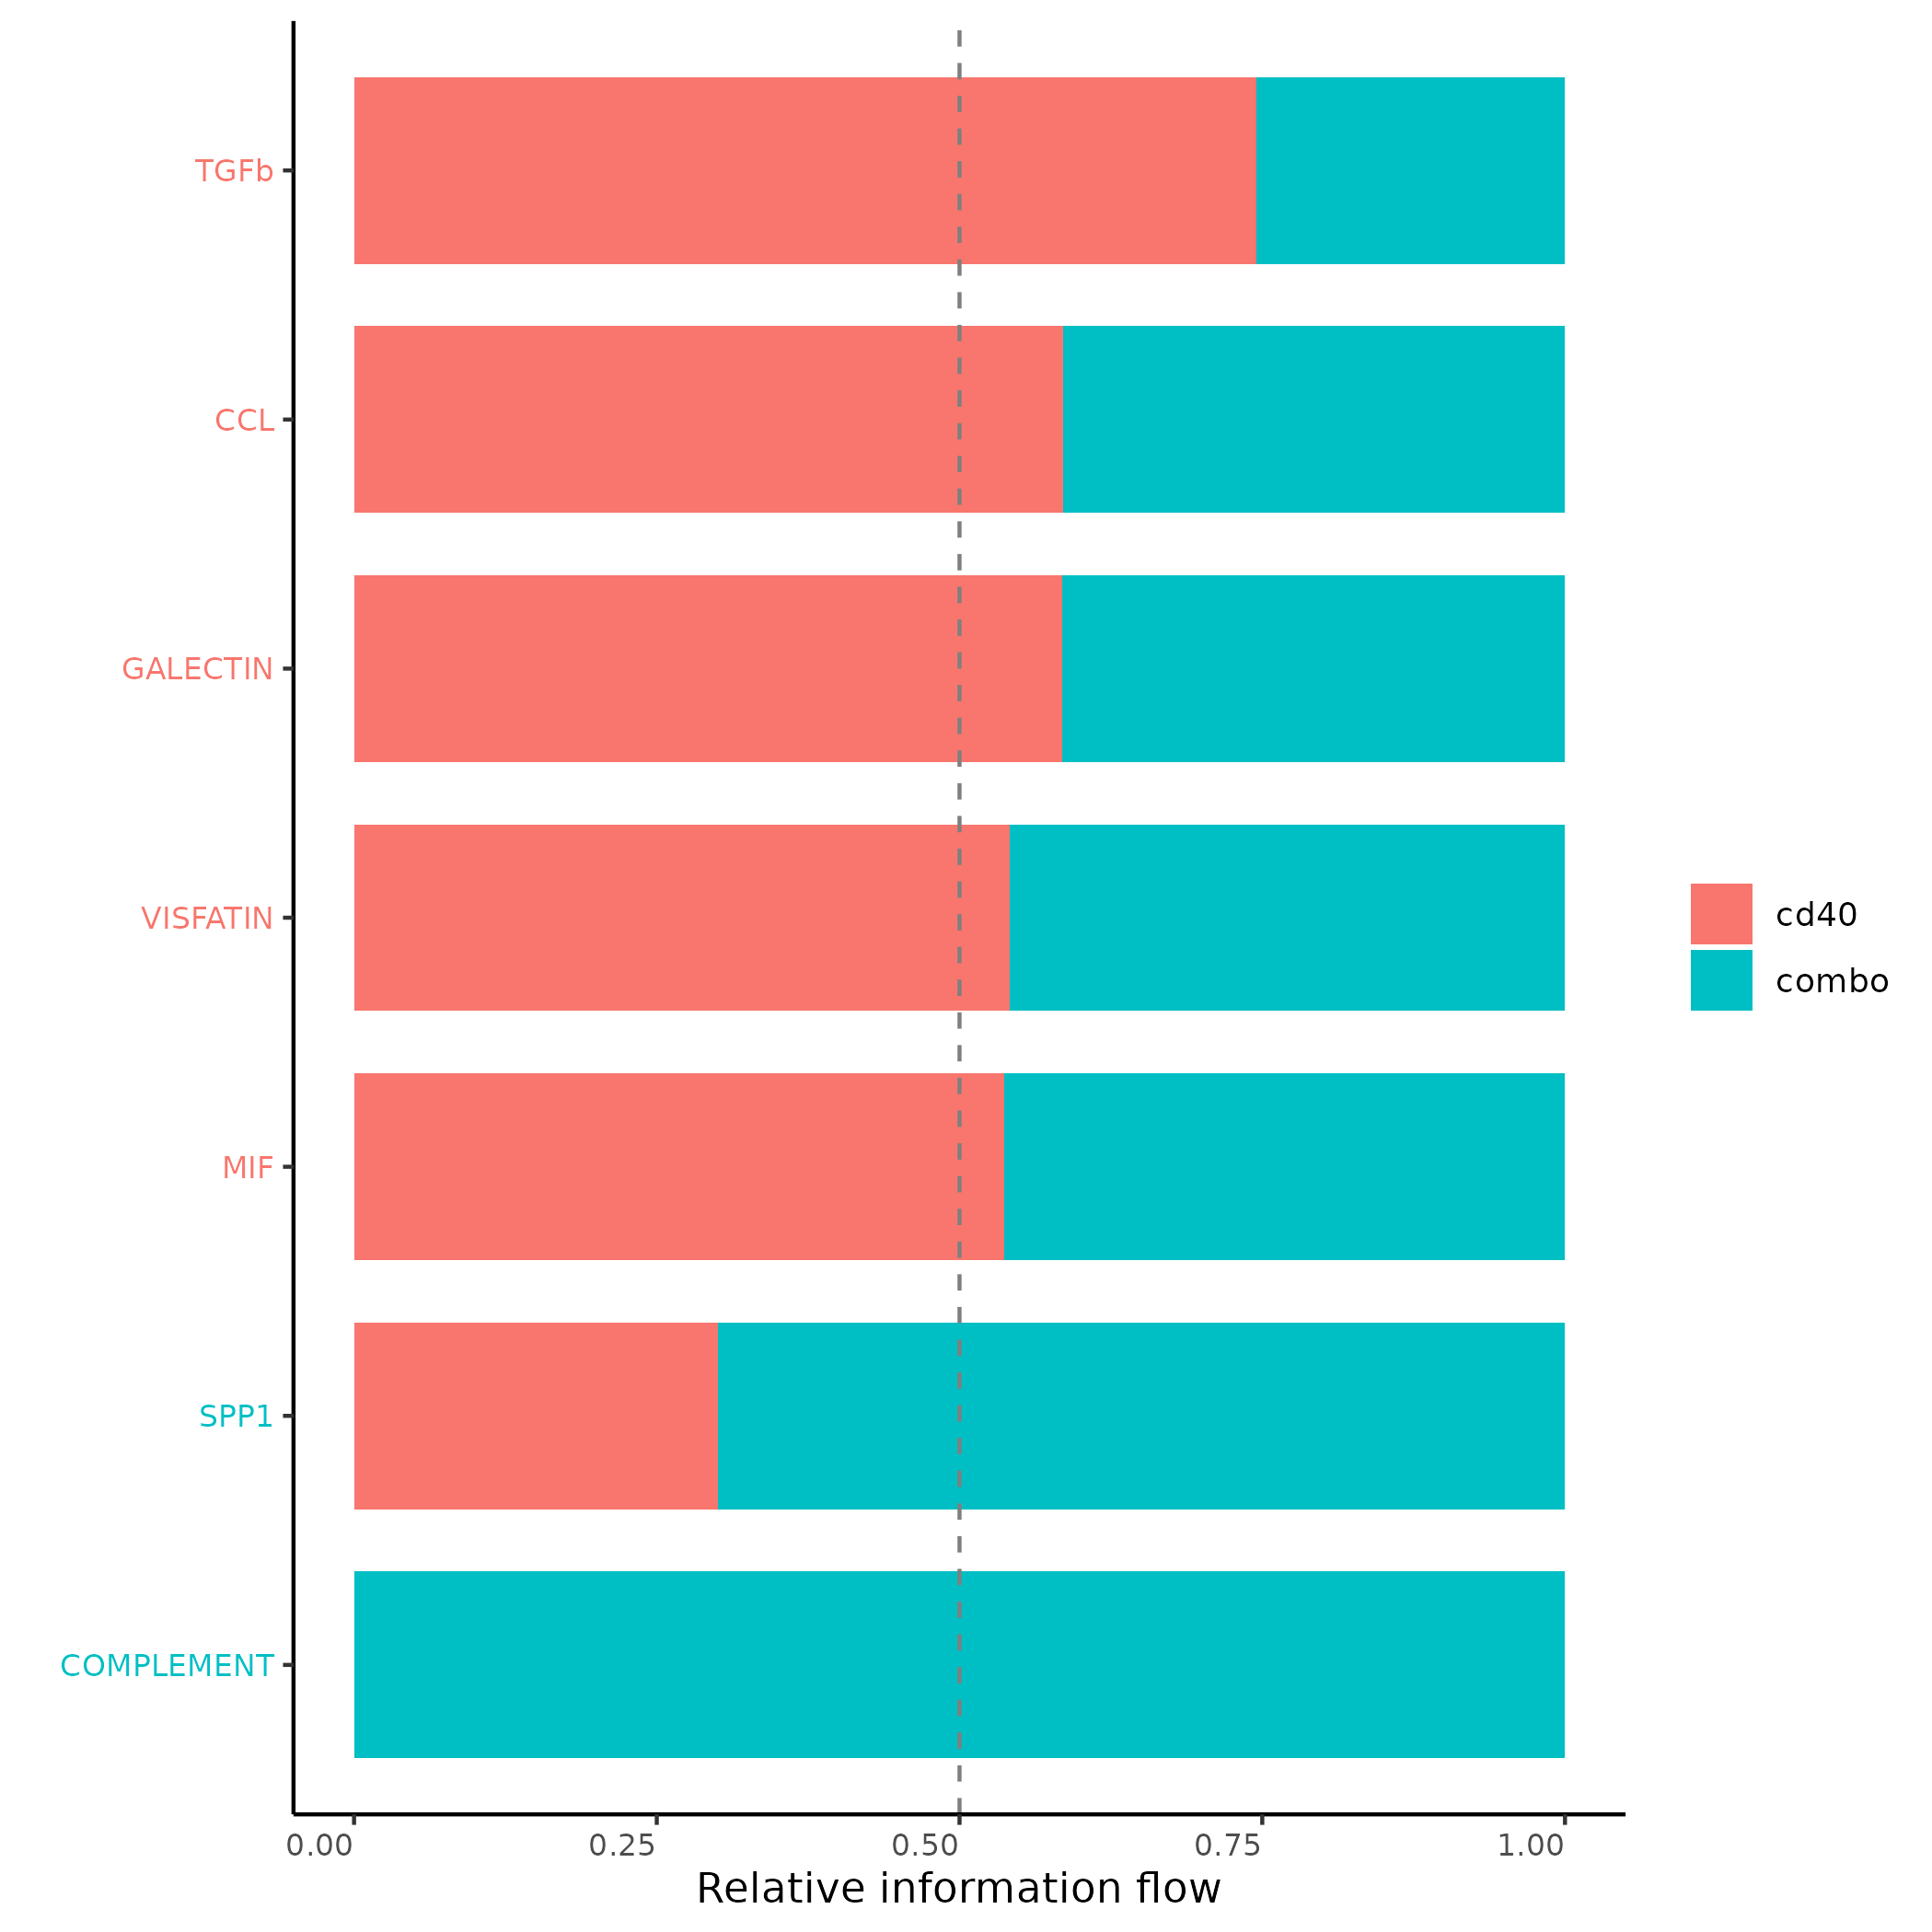 TGFb
CCL
GALECTIN
VISFATIN
MIF
SPP1
COMPLEMENT
cd40
combo
0.00 0.25 0.50 0.75 1.00
Relative information flow